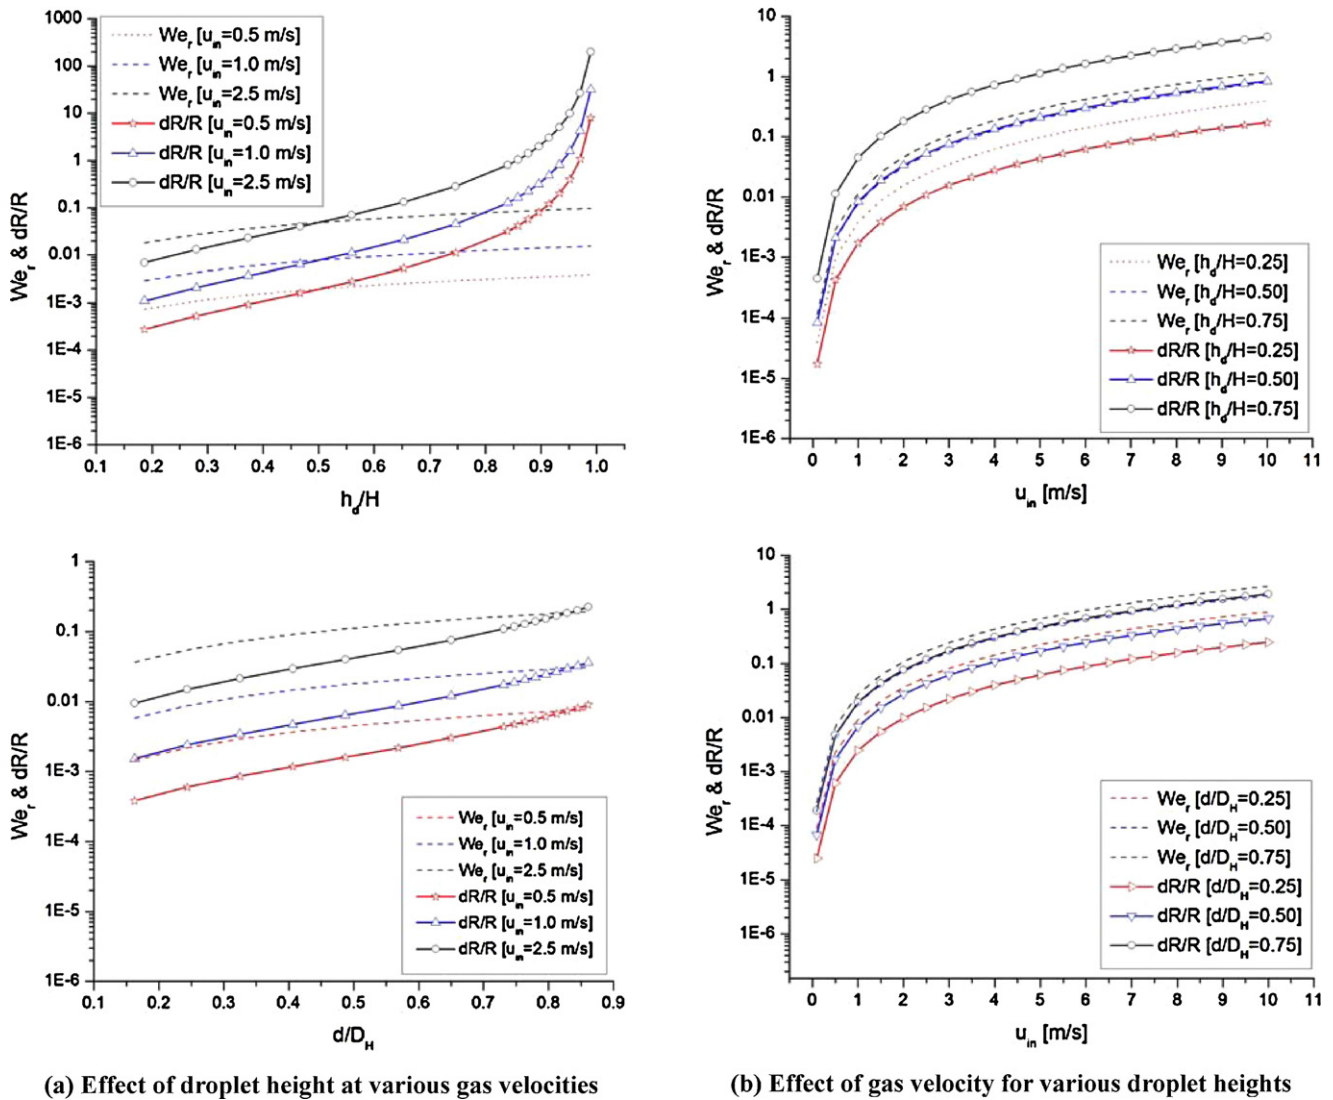 1000
100
10
1
0.1
0.01
1E-3
1E-4
1E-5
1E-6
We_r & dR/R
We_r [u_in=0.5 m/s]
We_r [u_in=1.0 m/s]
We_r [u_in=2.5 m/s]
dR/R [u_in=0.5 m/s]
dR/R [u_in=1.0 m/s]
dR/R [u_in=2.5 m/s]
0.1 0.2 0.3 0.4 0.5 0.6 0.7 0.8 0.9 1.0
h_d/H
10
1
0.1
0.01
1E-3
1E-4
1E-5
1E-6
We_r & dR/R
We_r [h_d/H=0.25]
We_r [h_d/H=0.50]
We_r [h_d/H=0.75]
dR/R [h_d/H=0.25]
dR/R [h_d/H=0.50]
dR/R [h_d/H=0.75]
0 1 2 3 4 5 6 7 8 9 10 11
u_in [m/s]
1
0.1
0.01
1E-3
1E-4
1E-5
1E-6
We_r & dR/R
We_r [u_in=0.5 m/s]
We_r [u_in=1.0 m/s]
We_r [u_in=2.5 m/s]
dR/R [u_in=0.5 m/s]
dR/R [u_in=1.0 m/s]
dR/R [u_in=2.5 m/s]
0.1 0.2 0.3 0.4 0.5 0.6 0.7 0.8 0.9
d/D_H
10
1
0.1
0.01
1E-3
1E-4
1E-5
1E-6
We_r & dR/R
We_r [d/D_H=0.25]
We_r [d/D_H=0.50]
We_r [d/D_H=0.75]
dR/R [d/D_H=0.25]
dR/R [d/D_H=0.50]
dR/R [d/D_H=0.75]
0 1 2 3 4 5 6 7 8 9 10 11
u_in [m/s]
(a) Effect of droplet height at various gas velocities
(b) Effect of gas velocity for various droplet heights